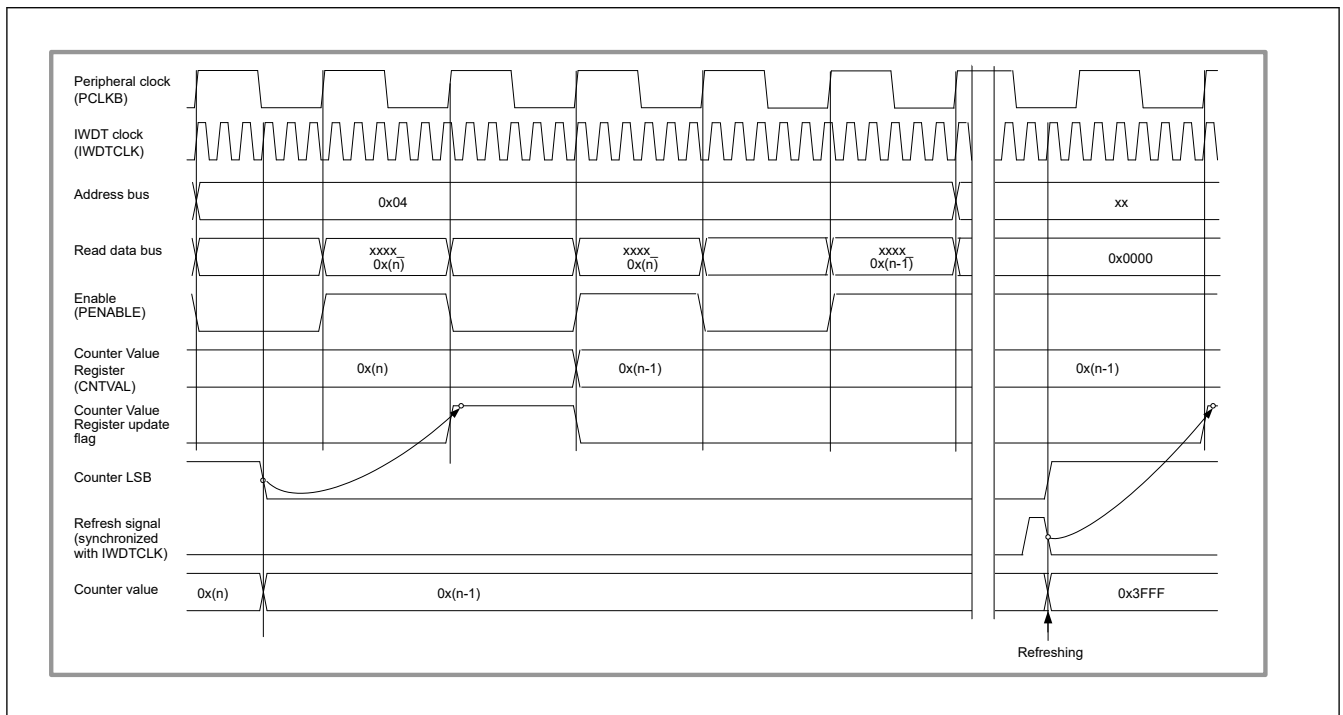 Peripheral clock
(PCLKB)
IWDT clock
(IWDTCLK)
Address bus
0x04
xx
Read data bus
xxxx_
0x(n)
xxxx_
0x(n)
xxxx_
0x(n-1)
0x0000
Enable
(PENABLE)
Counter Value
Register
(CNTVAL)
0x(n)
0x(n-1)
0x(n-1)
Counter Value
Register update
flag
Counter LSB
Refresh signal
(synchronized
with IWDTCLK)
Counter value
0x(n)
0x(n-1)
0x3FFF
Refreshing